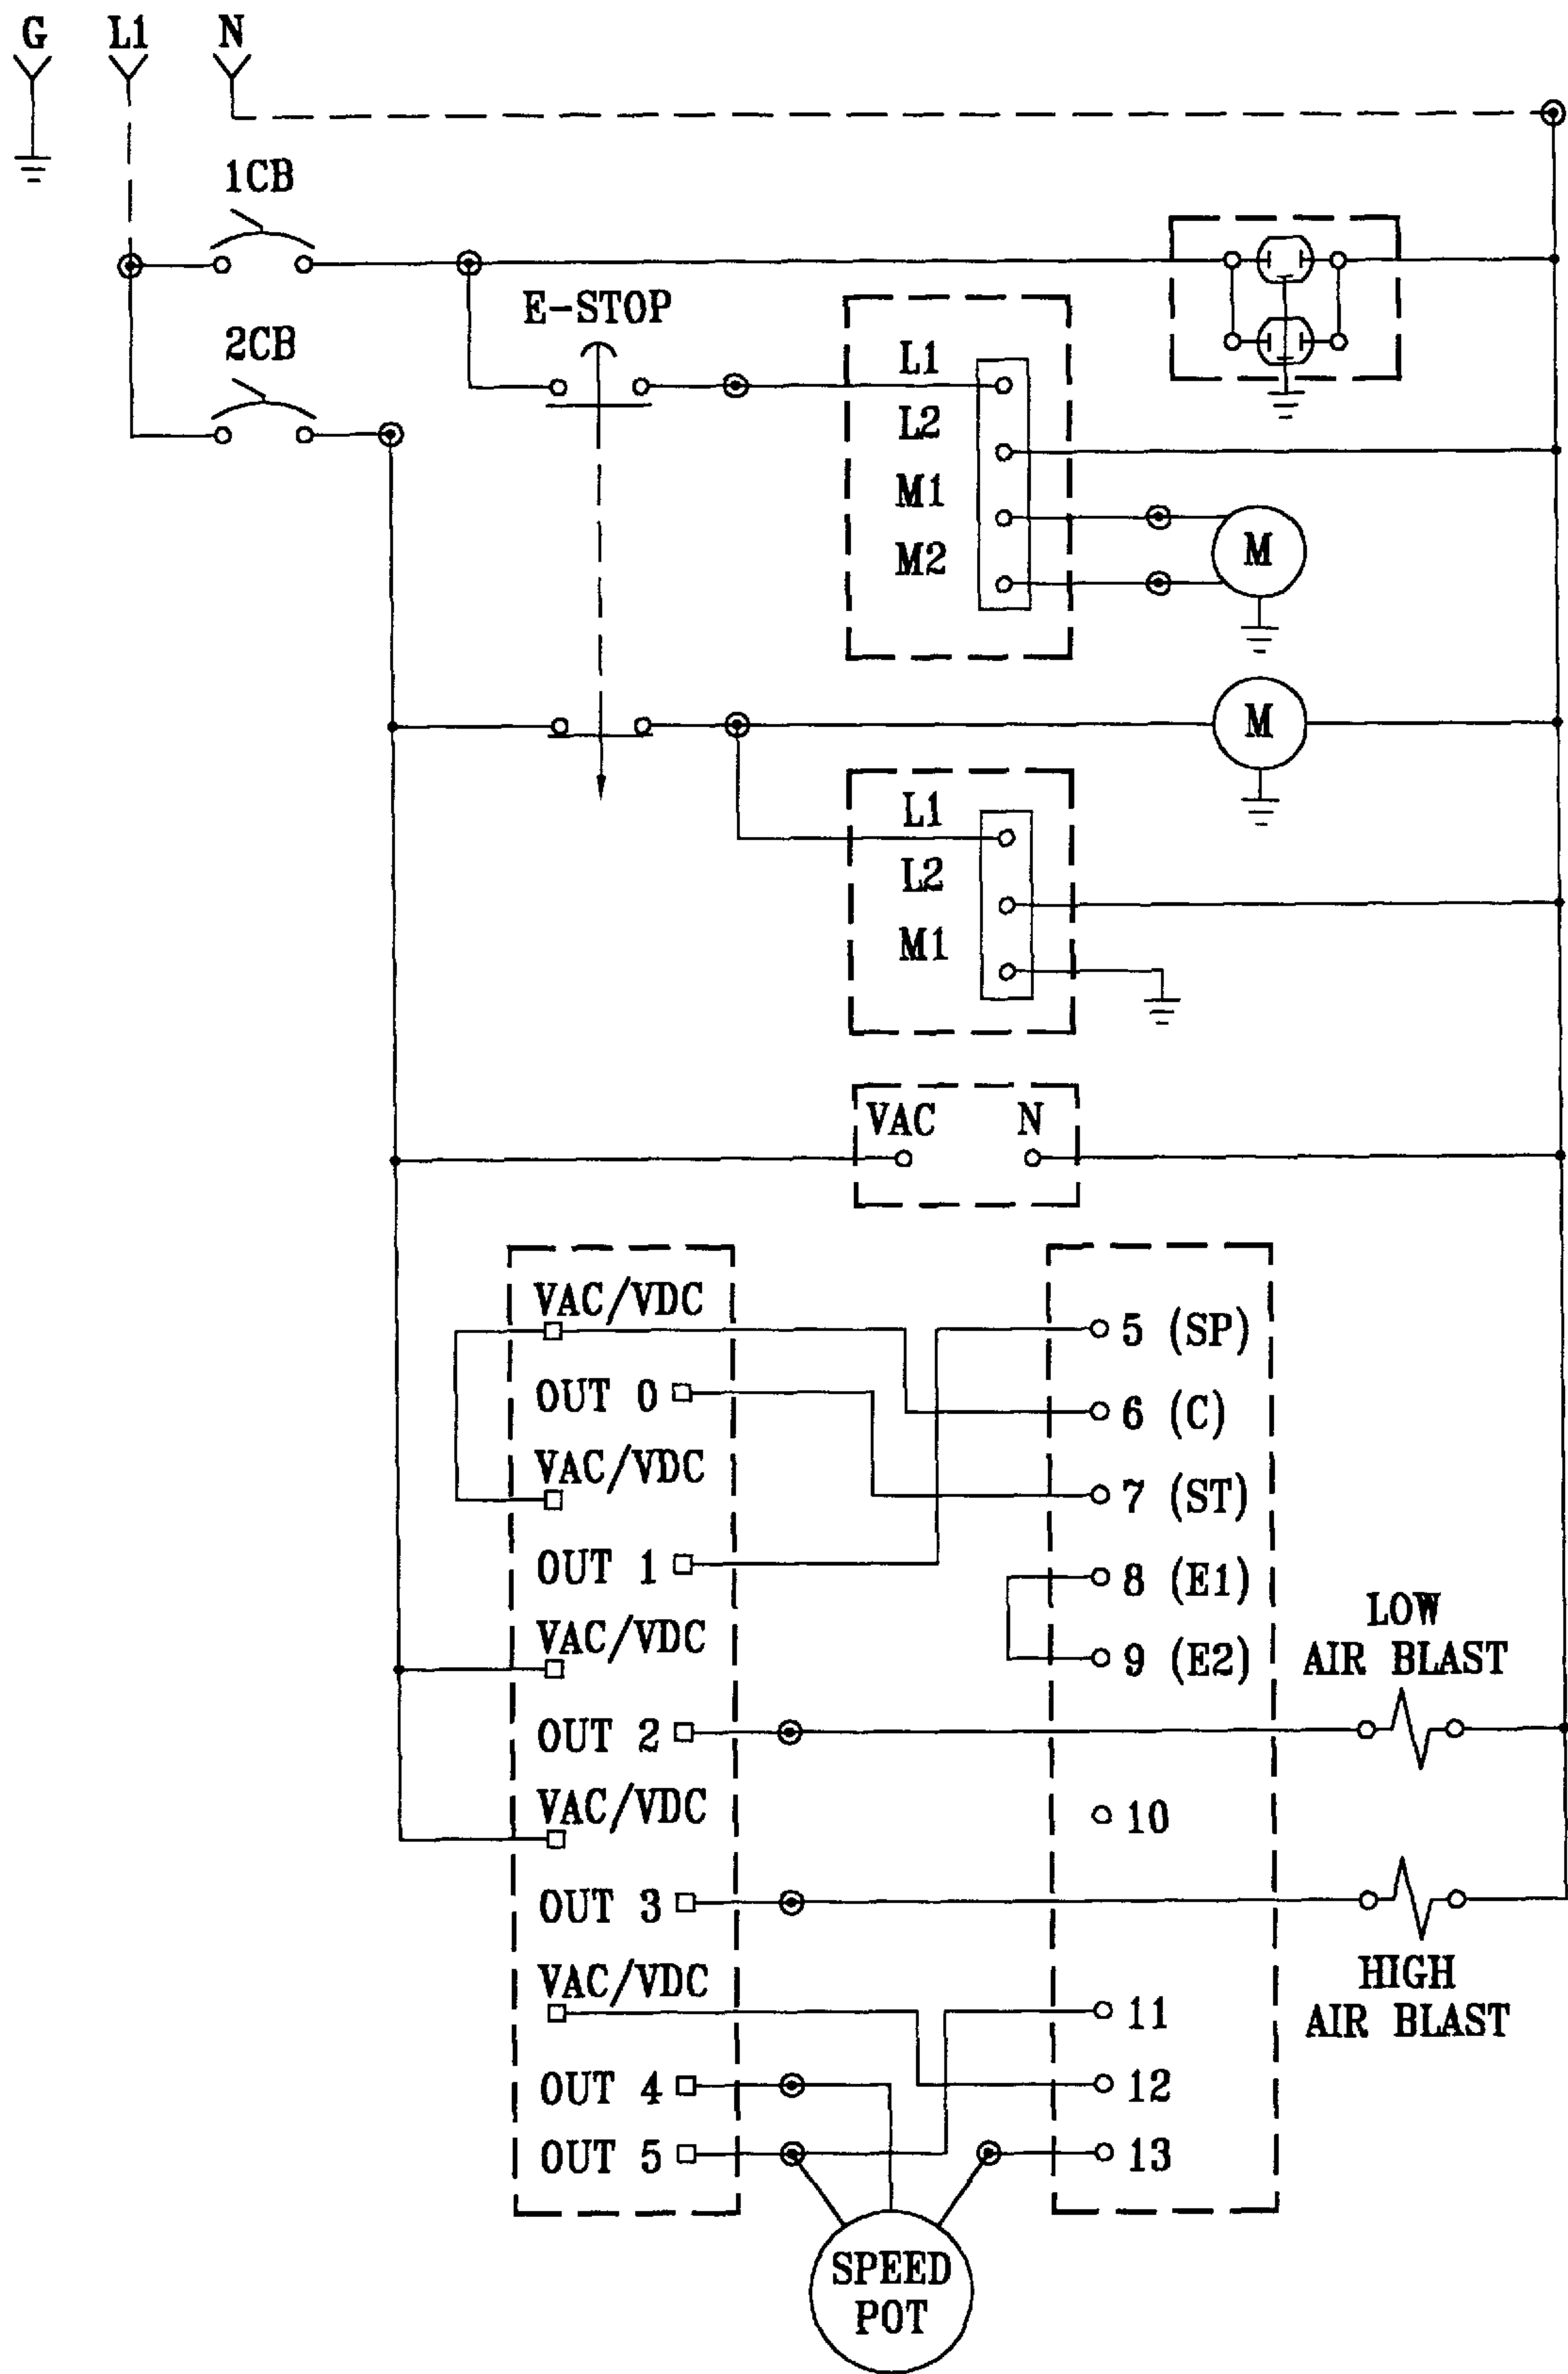 G L1 N
1CB
E-STOP
2CB
L1
L2
M1
M2
M
M
L1
L2
M1
VAC N
VAC/VDC
5 (SP)
OUT 0
6 (C)
VAC/VDC
7 (ST)
OUT 1
8 (E1)
VAC/VDC
9 (E2)
LOW
AIR BLAST
OUT 2
VAC/VDC
10
OUT 3
HIGH
AIR BLAST
VAC/VDC
11
OUT 4
12
OUT 5
13
SPEED
POT